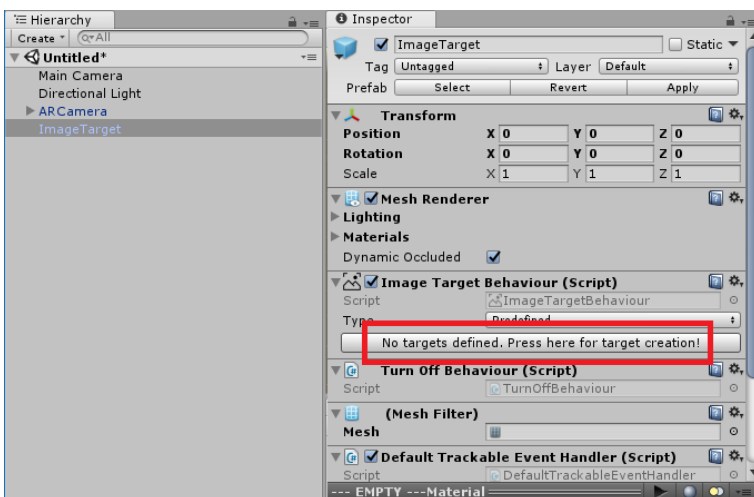 Hierarchy
Create
All
Untitled*
Main Camera
Directional Light
ARCamera
ImageTarget
Inspector
ImageTarget Static
Tag Untagged Layer Default
Prefab Select Revert Apply
Transform
Position X 0 Y 0 Z 0
Rotation X 0 Y 0 Z 0
Scale X 1 Y 1 Z 1
Mesh Renderer
Lighting
Materials
Dynamic Occluded
Image Target Behaviour (Script)
Script ImageTargetBehaviour
Type Predefined
No targets defined. Press here for target creation!
Turn Off Behaviour (Script)
Script TurnOffBehaviour
(Mesh Filter)
Mesh
Default Trackable Event Handler (Script)
Script DefaultTrackableEventHandler
--- EMPTY ---Material